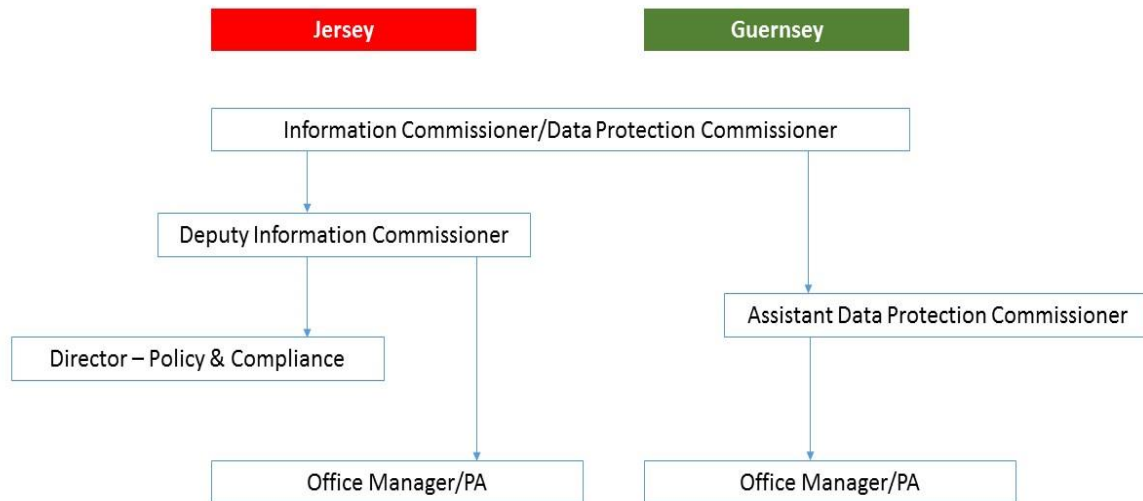 Jersey
Guernsey
Information Commissioner/Data Protection Commissioner
Deputy Information Commissioner
Assistant Data Protection Commissioner
Director – Policy & Compliance
Office Manager/PA
Office Manager/PA